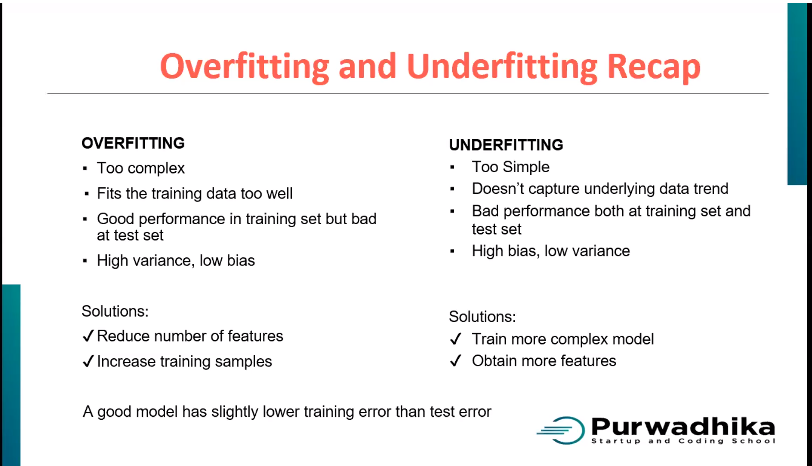 Overfitting and Underfitting Recap
OVERFITTING
▪ Too complex
▪ Fits the training data too well
▪ Good performance in training set but bad
at test set
▪ High variance, low bias
Solutions:
✓Reduce number of features
✓Increase training samples
UNDERFITTING
▪ Too Simple
▪ Doesn’t capture underlying data trend
▪ Bad performance both at training set and
test set
▪ High bias, low variance
Solutions:
✓ Train more complex model
✓ Obtain more features
A good model has slightly lower training error than test error
Purwadhika
Startup and Coding School